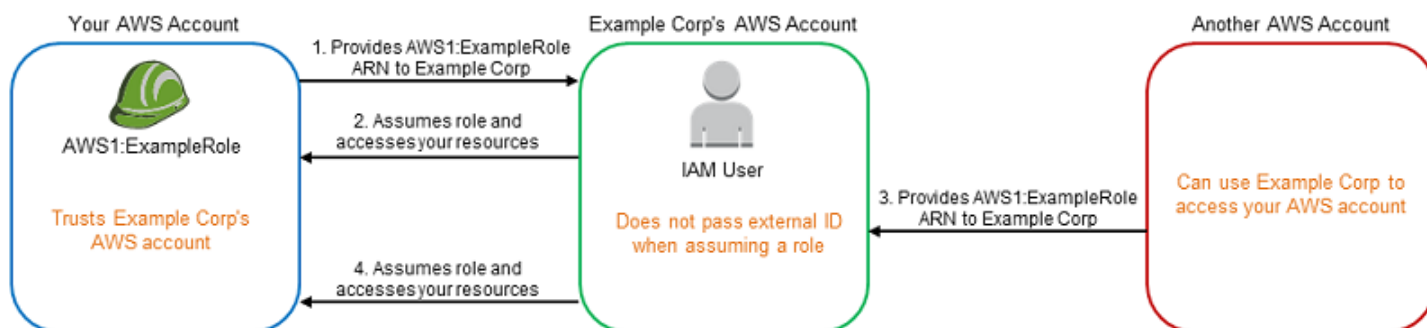 Your AWS Account
Example Corp's AWS Account
Another AWS Account
1. Provides AWS1:ExampleRole
ARN to Example Corp
2. Assumes role and
accesses your resources
AWS1:ExampleRole
IAM User
Trusts Example Corp's
AWS account
Does not pass external ID
when assuming a role
3. Provides AWS1:ExampleRole
ARN to Example Corp
Can use Example Corp to
access your AWS account
4. Assumes role and
accesses your resources